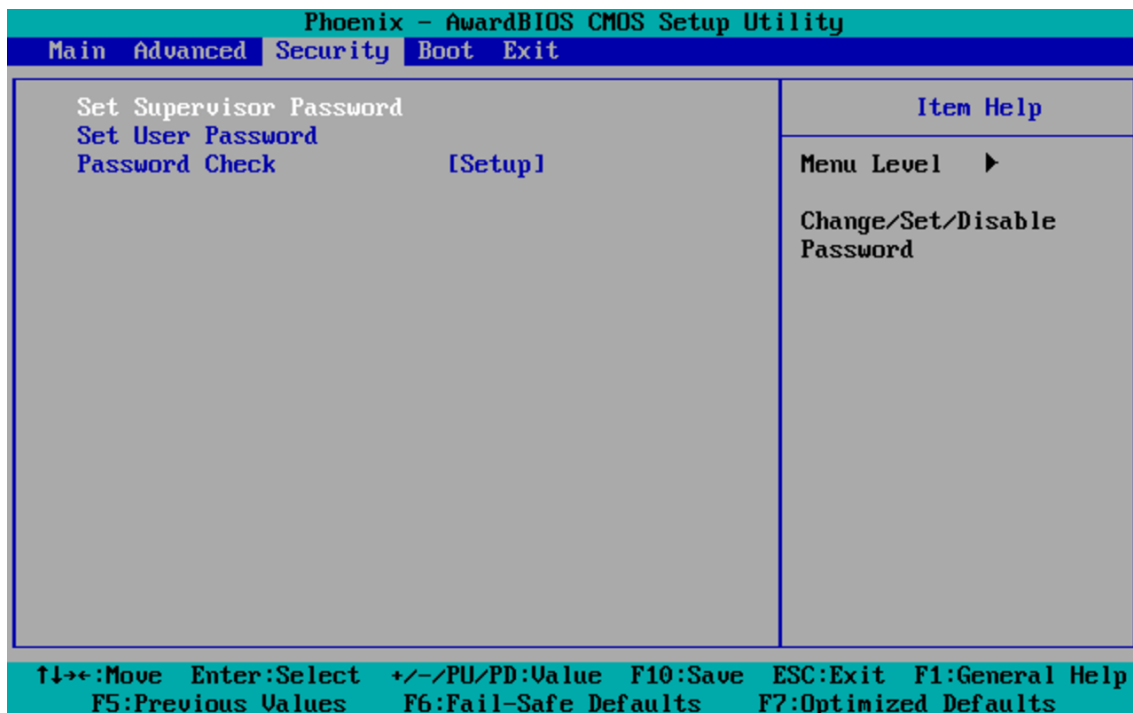 Phoenix - AwardBIOS CMOS Setup Utility
Main Advanced Security Boot Exit
Set Supervisor Password
Set User Password
Password Check [Setup]
Item Help
Menu Level ▶
Change/Set/Disable
Password
↑↓→←:Move Enter:Select +/-/PU/PD:Value F10:Save ESC:Exit F1:General Help
F5:Previous Values F6:Fail-Safe Defaults F7:Optimized Defaults